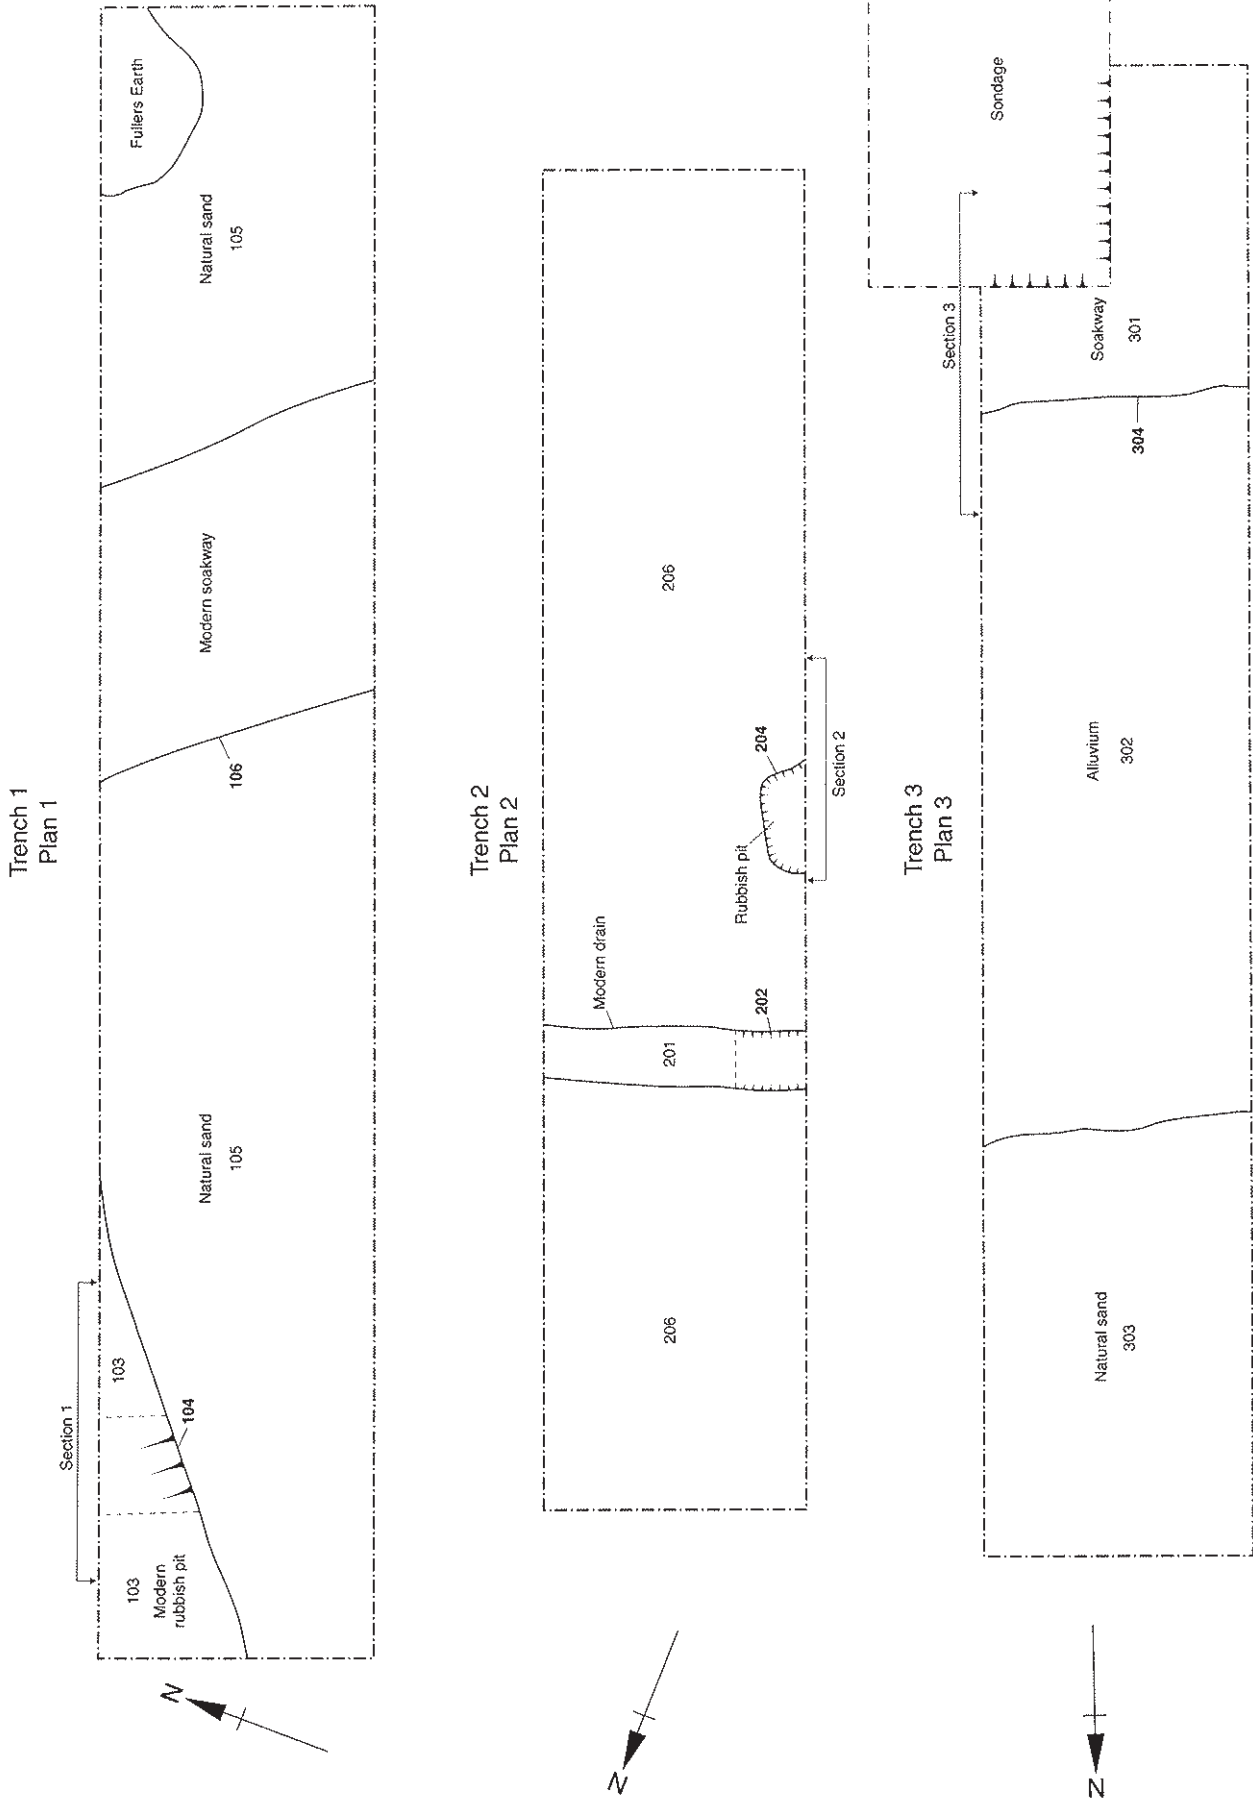 Trench 1
Plan 1
Section 1
103
Modern
rubbish pit
103
104
Natural sand
105
106
Modern soakway
Natural sand
105
Fullers Earth
N
Trench 2
Plan 2
206
201
Modern drain
202
Rubbish pit
204
Section 2
206
N
Trench 3
Plan 3
Natural sand
303
Alluvium
302
304
Section 3
Soakway
301
Sondage
N